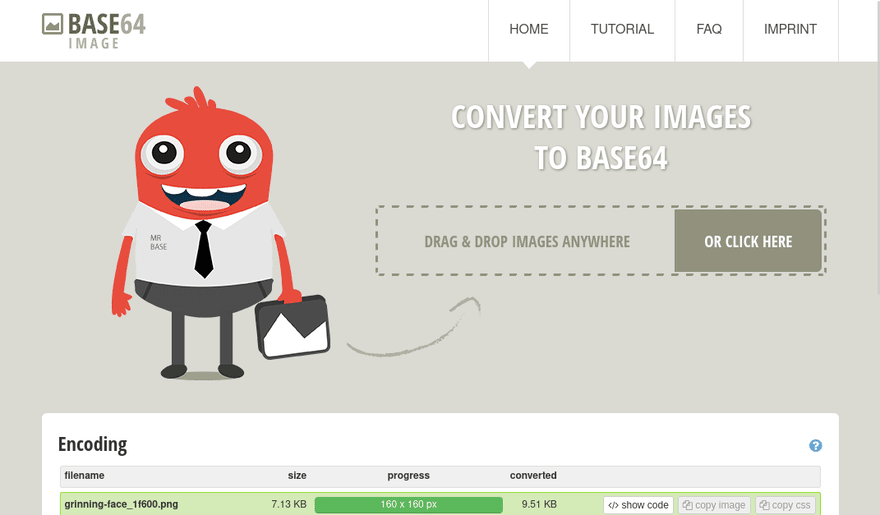 BASE64
IMAGE
HOME
TUTORIAL
FAQ
IMPRINT
CONVERT YOUR IMAGES
TO BASE64
MR
BASE
DRAG & DROP IMAGES ANYWHERE
OR CLICK HERE
Encoding
?
filename size progress converted
grinning-face_1f600.png 7.13 KB 160 x 160 px 9.51 KB </> show code copy image copy css